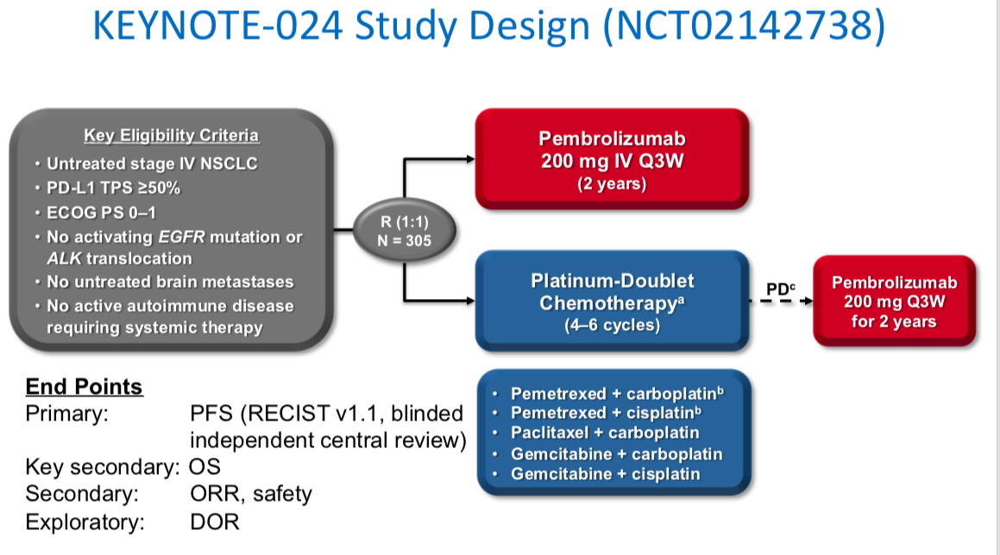 KEYNOTE-024 Study Design (NCT02142738)
Key Eligibility Criteria
• Untreated stage IV NSCLC
• PD-L1 TPS ≥50%
• ECOG PS 0–1
• No activating EGFR mutation or
ALK translocation
• No untreated brain metastases
• No active autoimmune disease
requiring systemic therapy
R (1:1)
N = 305
Pembrolizumab
200 mg IV Q3W
(2 years)
Platinum-Doublet
Chemotherapyᵃ
(4–6 cycles)
PDᶜ
Pembrolizumab
200 mg Q3W
for 2 years
• Pemetrexed + carboplatinᵇ
• Pemetrexed + cisplatinᵇ
• Paclitaxel + carboplatin
• Gemcitabine + carboplatin
• Gemcitabine + cisplatin
End Points
Primary: PFS (RECIST v1.1, blinded
independent central review)
Key secondary: OS
Secondary: ORR, safety
Exploratory: DOR